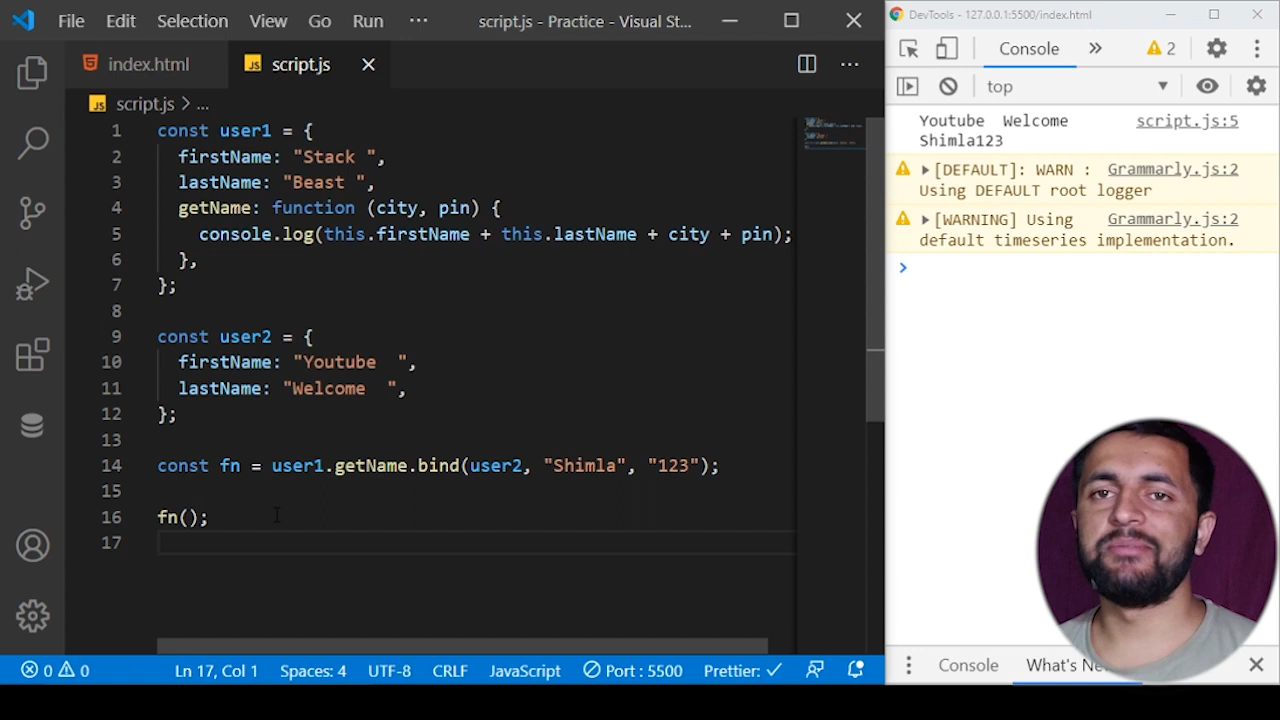 File Edit Selection View Go Run ··· script.js - Practice - Visual St...
index.html script.js
script.js > ...
1 const user1 = {
2   firstName: "Stack ",
3   lastName: "Beast ",
4   getName: function (city, pin) {
5     console.log(this.firstName + this.lastName + city + pin);
6   },
7 };
8
9 const user2 = {
10   firstName: "Youtube  ",
11   lastName: "Welcome  ",
12 };
13
14 const fn = user1.getName.bind(user2, "Shimla", "123");
15
16 fn();
17
0 0 Ln 17, Col 1 Spaces: 4 UTF-8 CRLF JavaScript Port : 5500 Prettier: ✓
DevTools - 127.0.0.1:5500/index.html
Console » 2
top
Youtube  Welcome script.js:5
Shimla123
[DEFAULT]: WARN : Grammarly.js:2
Using DEFAULT root logger
[WARNING] Using Grammarly.js:2
default timeseries implementation.
Console What's Ne